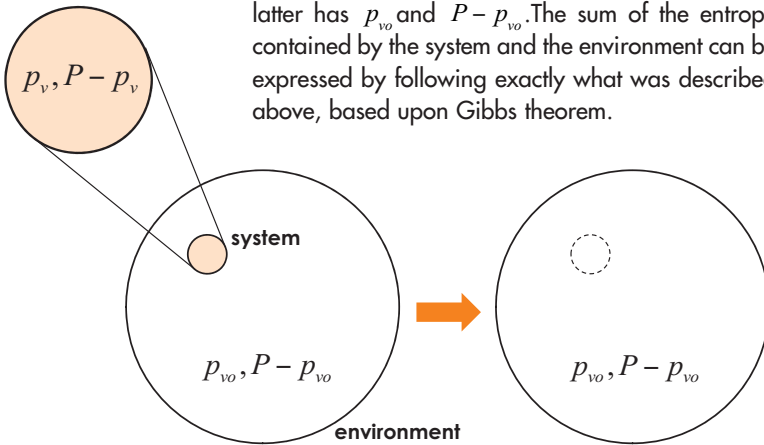 latter has p_vo and P − p_vo.The sum of the entrop
contained by the system and the environment can b
expressed by following exactly what was describe
above, based upon Gibbs theorem.
p_v, P − p_v
system
p_vo, P − p_vo
environment
p_vo, P − p_vo